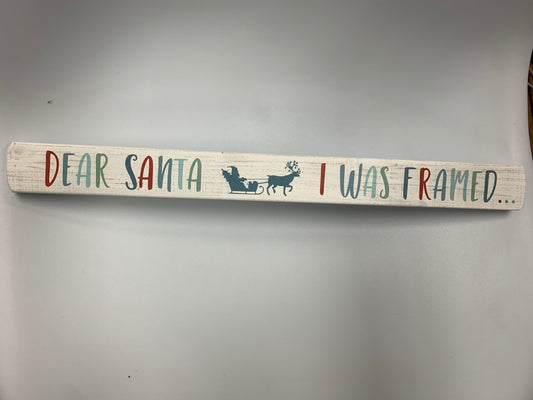 DEAR SANTA I WAS FRAMED...